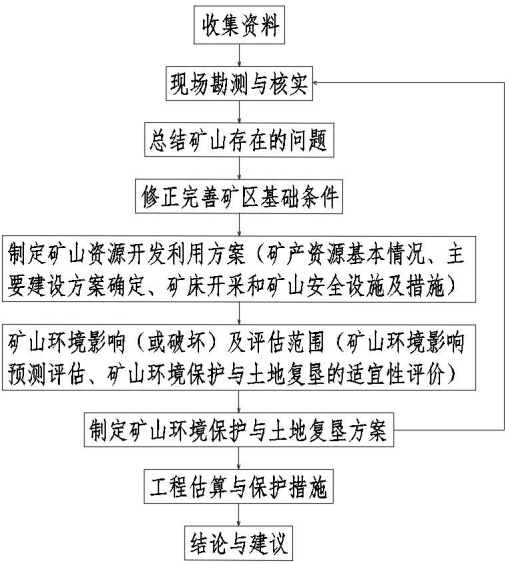 收集资料
现场勘测与核实
总结矿山存在的问题
修正完善矿区基础条件
制定矿山资源开发利用方案（矿产资源基本情况、主
要建设方案确定、矿床开采和矿山安全设施及措施）
矿山环境影响（或破坏）及评估范围（矿山环境影响
预测评估、矿山环境保护与土地复垦的适宜性评价）
制定矿山环境保护与土地复垦方案
工程估算与保护措施
结论与建议